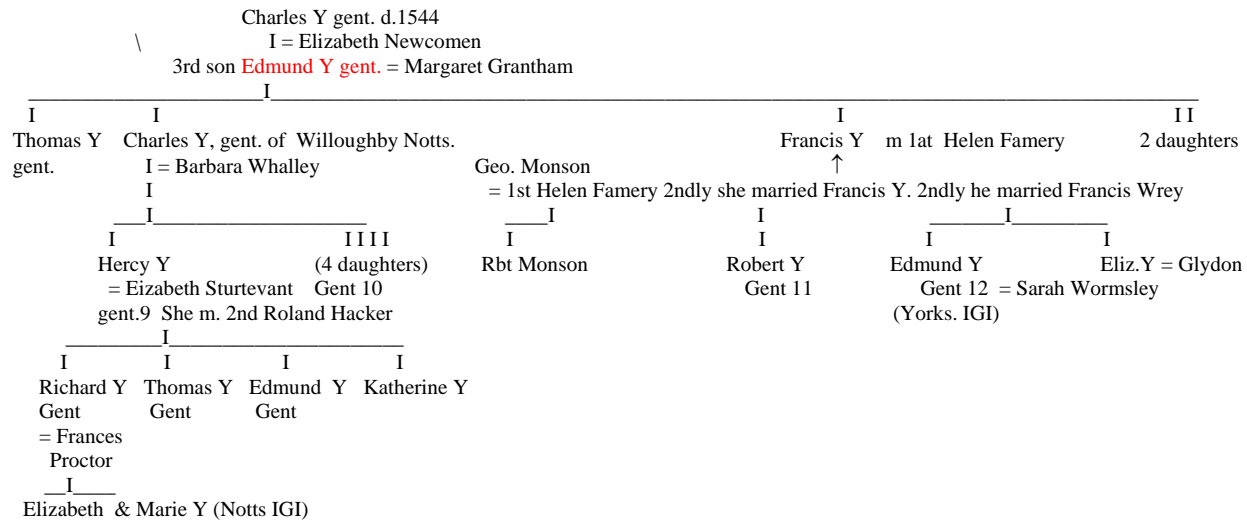 Charles Y gent. d.1544
\ I = Elizabeth Newcomen
3rd son Edmund Y gent. = Margaret Grantham
I
I I I I I
Thomas Y Charles Y, gent. of Willoughby Notts. Francis Y m 1at Helen Famery 2 daughters
gent. I = Barbara Whalley Geo. Monson ↑
I = 1st Helen Famery 2ndly she married Francis Y. 2ndly he married Francis Wrey
I I I I
I I I I I I I I I
Hercy Y (4 daughters) Rbt Monson Robert Y Edmund Y Eliz.Y = Glydon
= Eizabeth Sturtevant Gent 10 Gent 11 Gent 12 = Sarah Wormsley
gent.9 She m. 2nd Roland Hacker (Yorks. IGI)
I
I I I I
Richard Y Thomas Y Edmund Y Katherine Y
Gent Gent Gent
= Frances
Proctor
I
Elizabeth & Marie Y (Notts IGI)